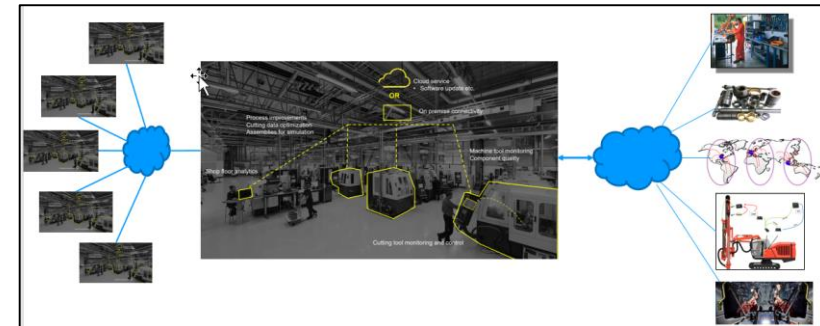 Cloud service
• Software update etc.
OR
On premise connectivity
Process improvements
Cutting data optimization
Assemblies for simulation
Machine tool monitoring
Component quality
Shop floor analytics
Cutting tool monitoring and control